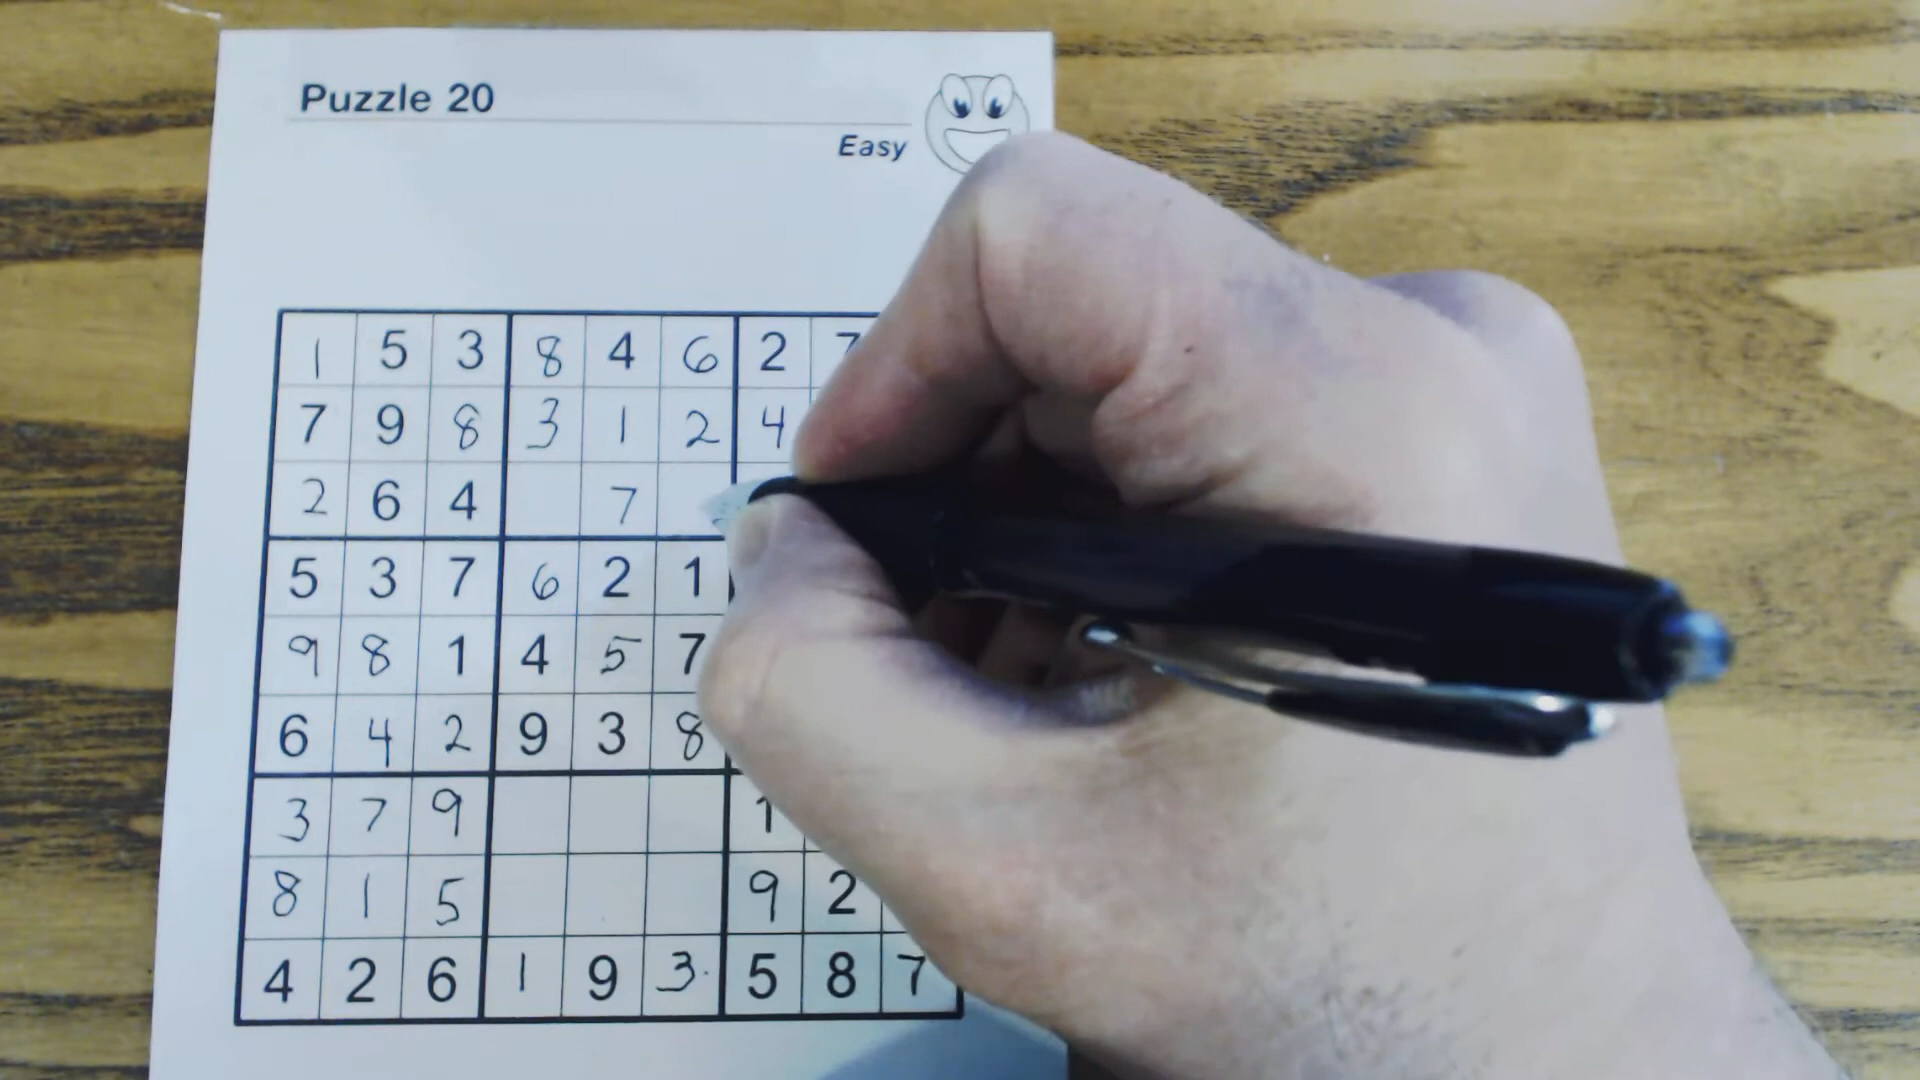 Puzzle 20
Easy
1 5 3 8 4 6 2 7
7 9 8 3 1 2 4
2 6 4 7
5 3 7 6 2 1
9 8 1 4 5 7
6 4 2 9 3 8
3 7 9 1
8 1 5 9 2
4 2 6 1 9 3 5 8 7